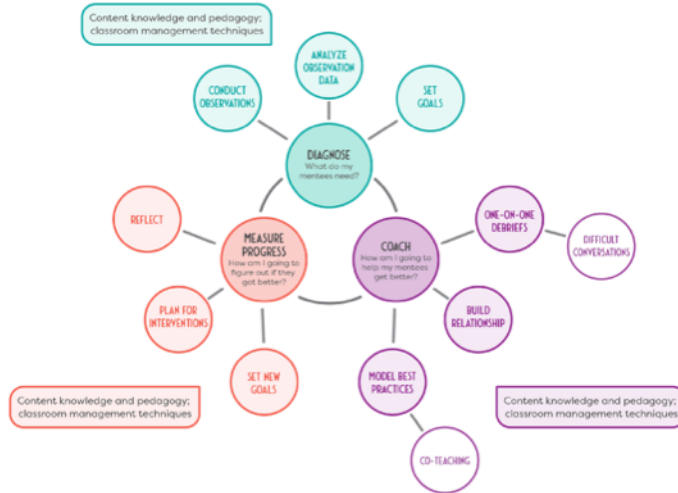 Content knowledge and pedagogy;
classroom management techniques
ANALYZE
OBSERVATION
DATA
CONDUCT
OBSERVATIONS
SET
GOALS
DIAGNOSE
What do my
mentees need?
REFLECT
MEASURE
PROGRESS
How am I going to
figure out if they
got better?
COACH
How am I going to
help my mentees
get better?
ONE-ON-ONE
DEBRIEFS
DIFFICULT
CONVERSATIONS
PLAN FOR
INTERVENTIONS
BUILD
RELATIONSHIP
SET NEW
GOALS
MODEL BEST
PRACTICES
Content knowledge and pedagogy;
classroom management techniques
Content knowledge and pedagogy;
classroom management techniques
CO-TEACHING